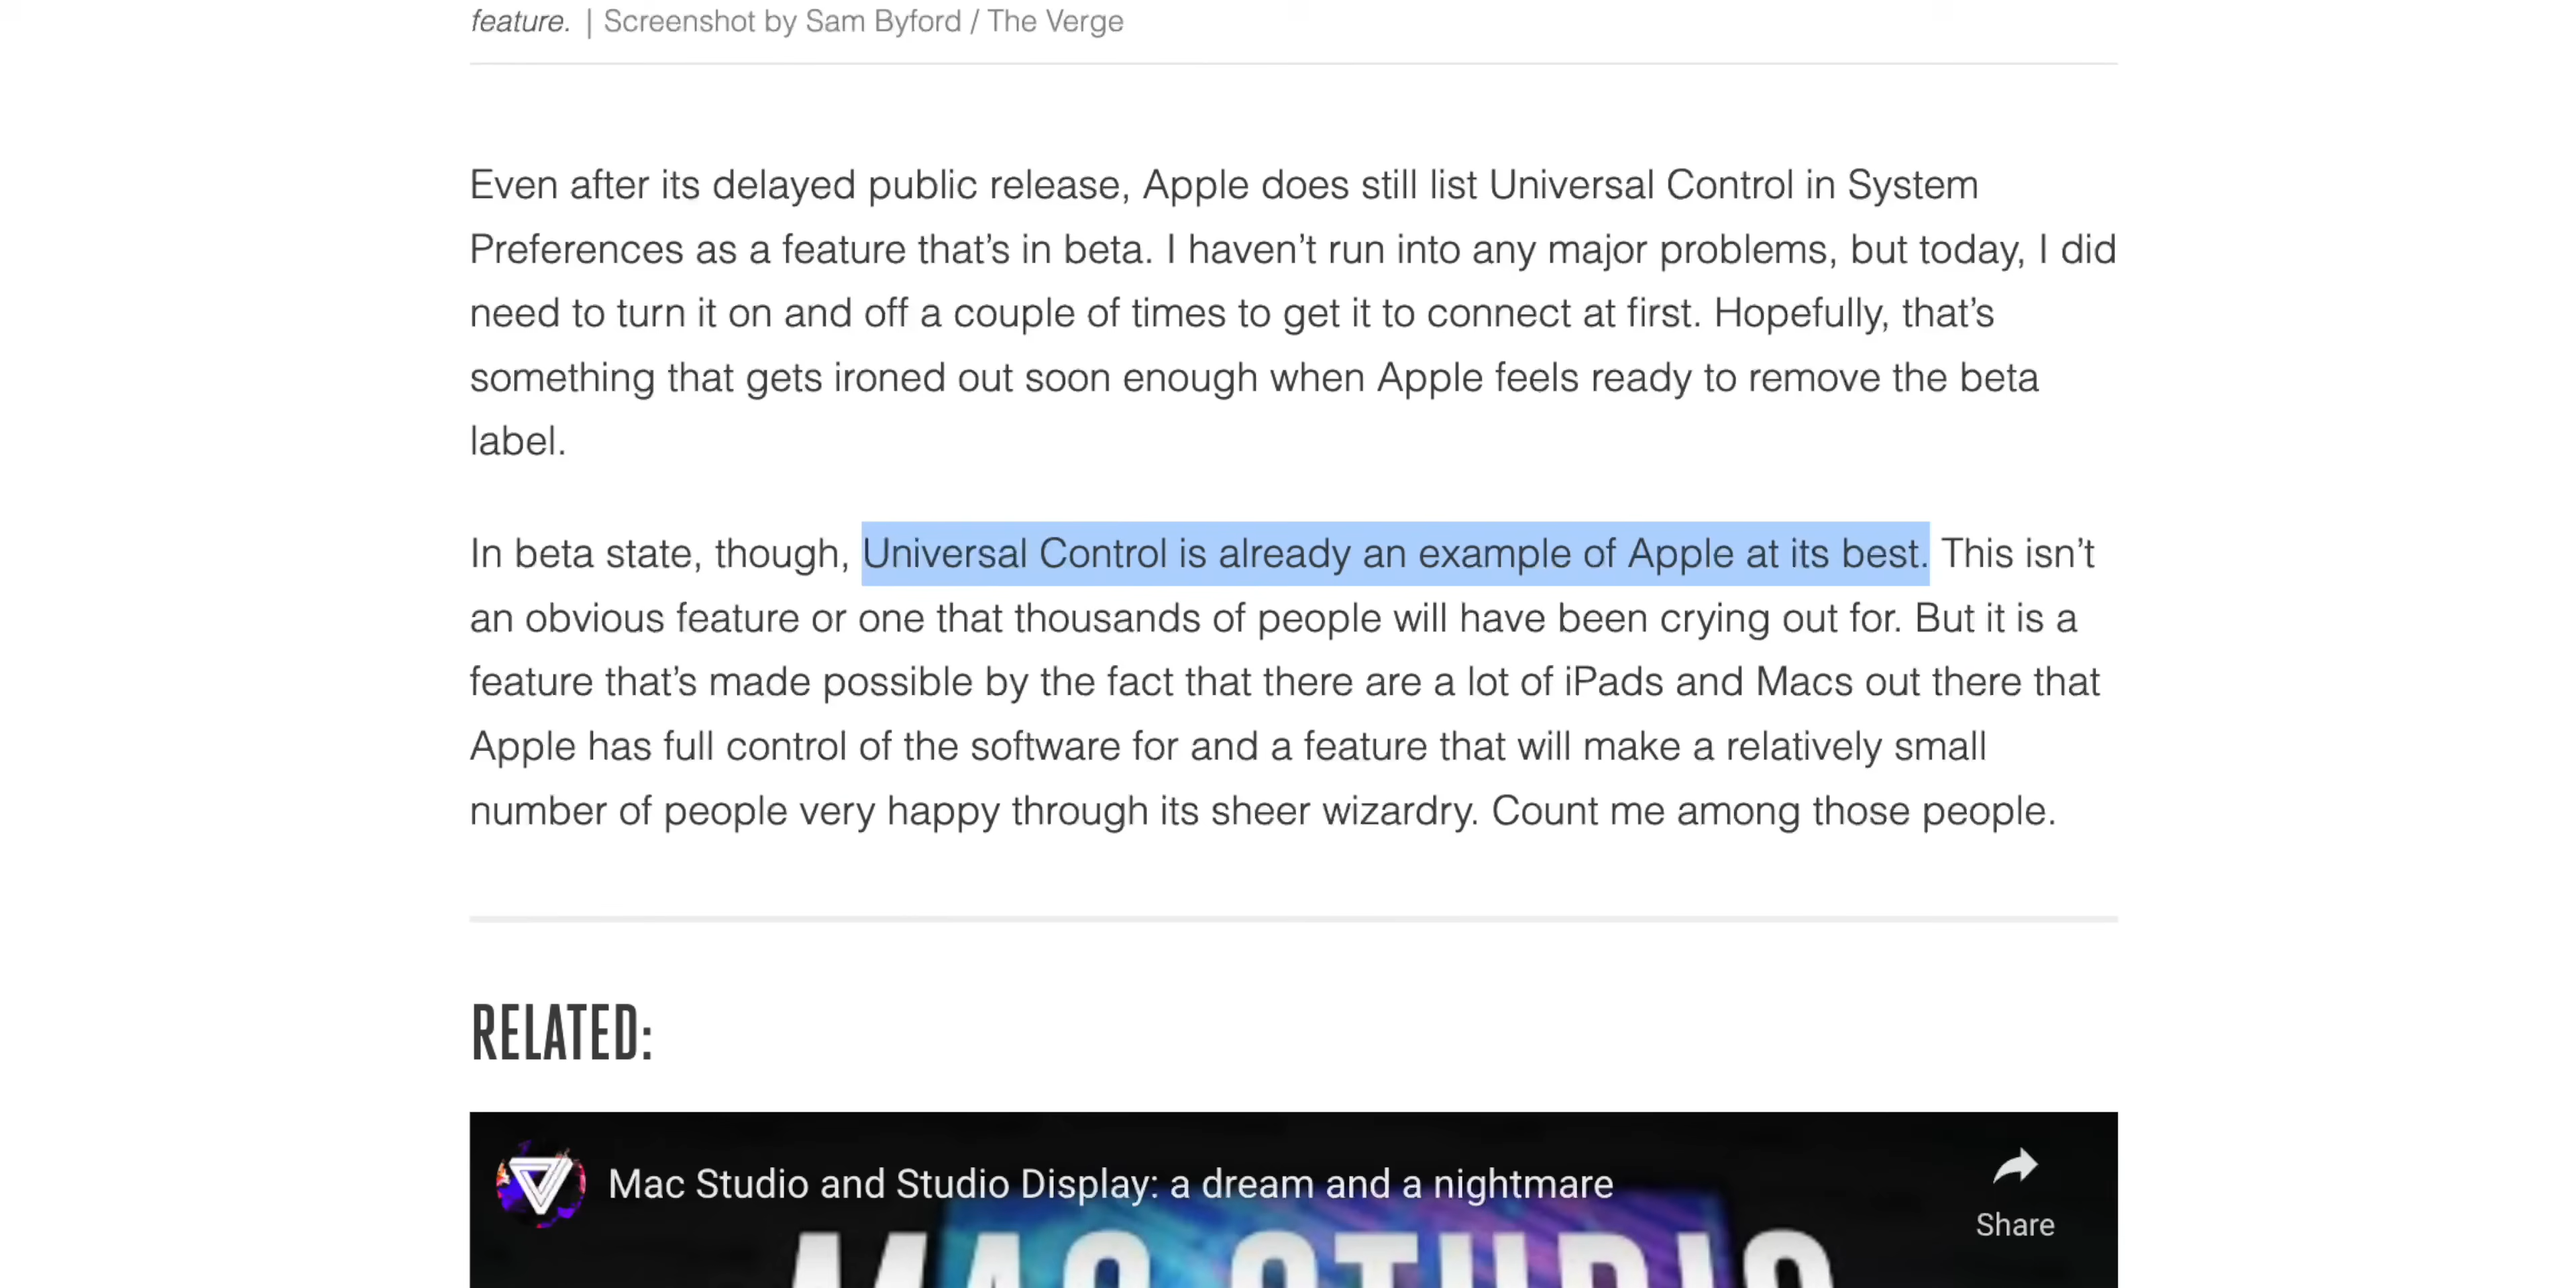 feature. | Screenshot by Sam Byford / The Verge
Even after its delayed public release, Apple does still list Universal Control in System
Preferences as a feature that’s in beta. I haven’t run into any major problems, but today, I did
need to turn it on and off a couple of times to get it to connect at first. Hopefully, that’s
something that gets ironed out soon enough when Apple feels ready to remove the beta
label.
In beta state, though, Universal Control is already an example of Apple at its best. This isn’t
an obvious feature or one that thousands of people will have been crying out for. But it is a
feature that’s made possible by the fact that there are a lot of iPads and Macs out there that
Apple has full control of the software for and a feature that will make a relatively small
number of people very happy through its sheer wizardry. Count me among those people.
RELATED:
Mac Studio and Studio Display: a dream and a nightmare
Share
MAC STUDIO